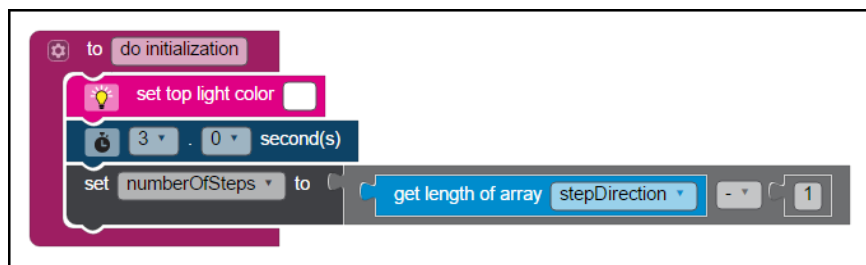 to do initialization
set top light color
3 . 0 second(s)
set numberOfSteps to get length of array stepDirection - 1